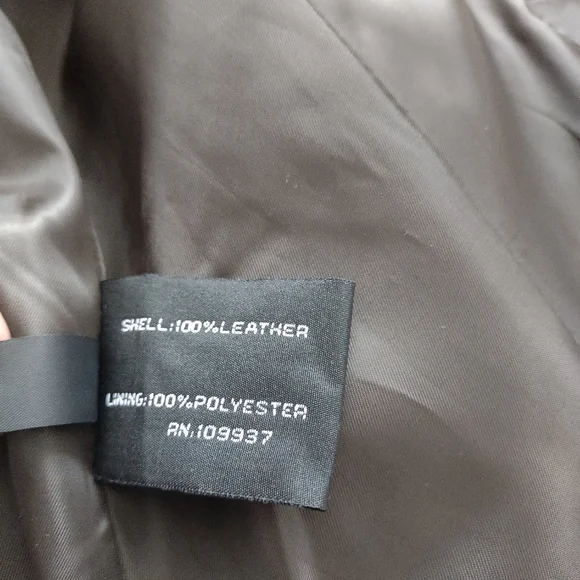 SHELL:100%LEATHER
LINING:100%POLYESTER
RN:109937